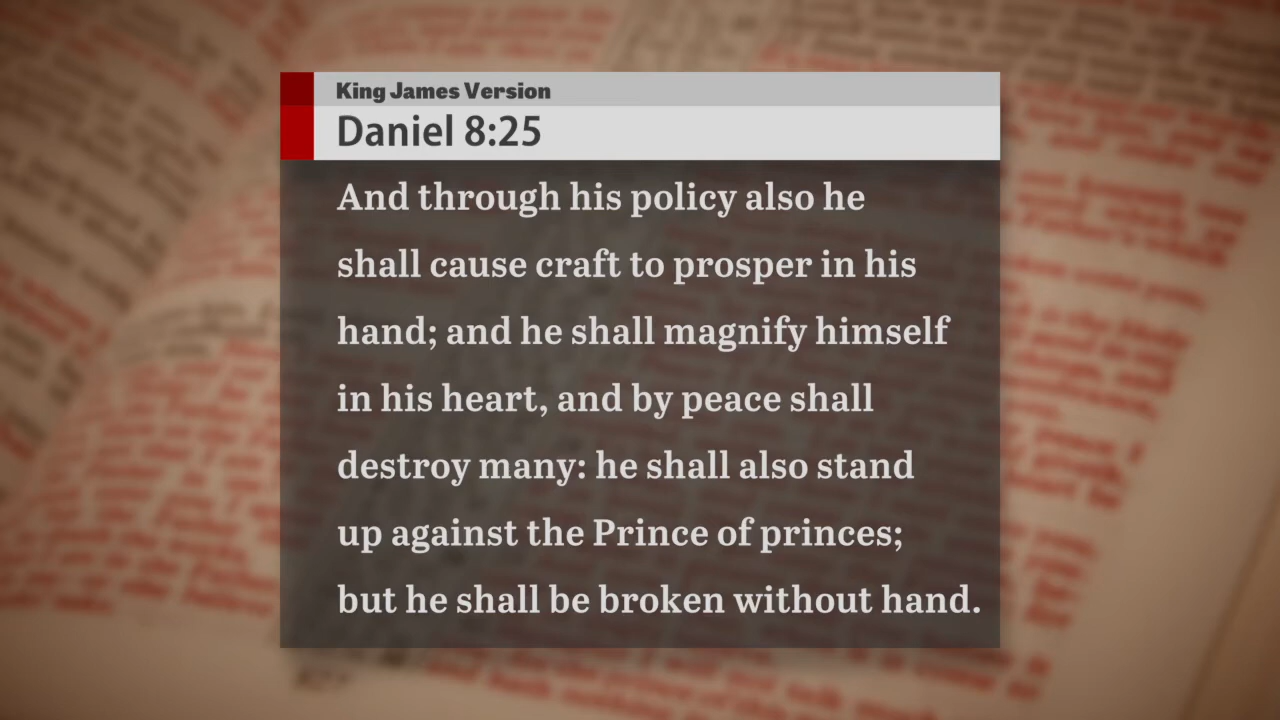 King James Version
Daniel 8:25
And through his policy also he
shall cause craft to prosper in his
hand; and he shall magnify himself
in his heart, and by peace shall
destroy many: he shall also stand
up against the Prince of princes;
but he shall be broken without hand.